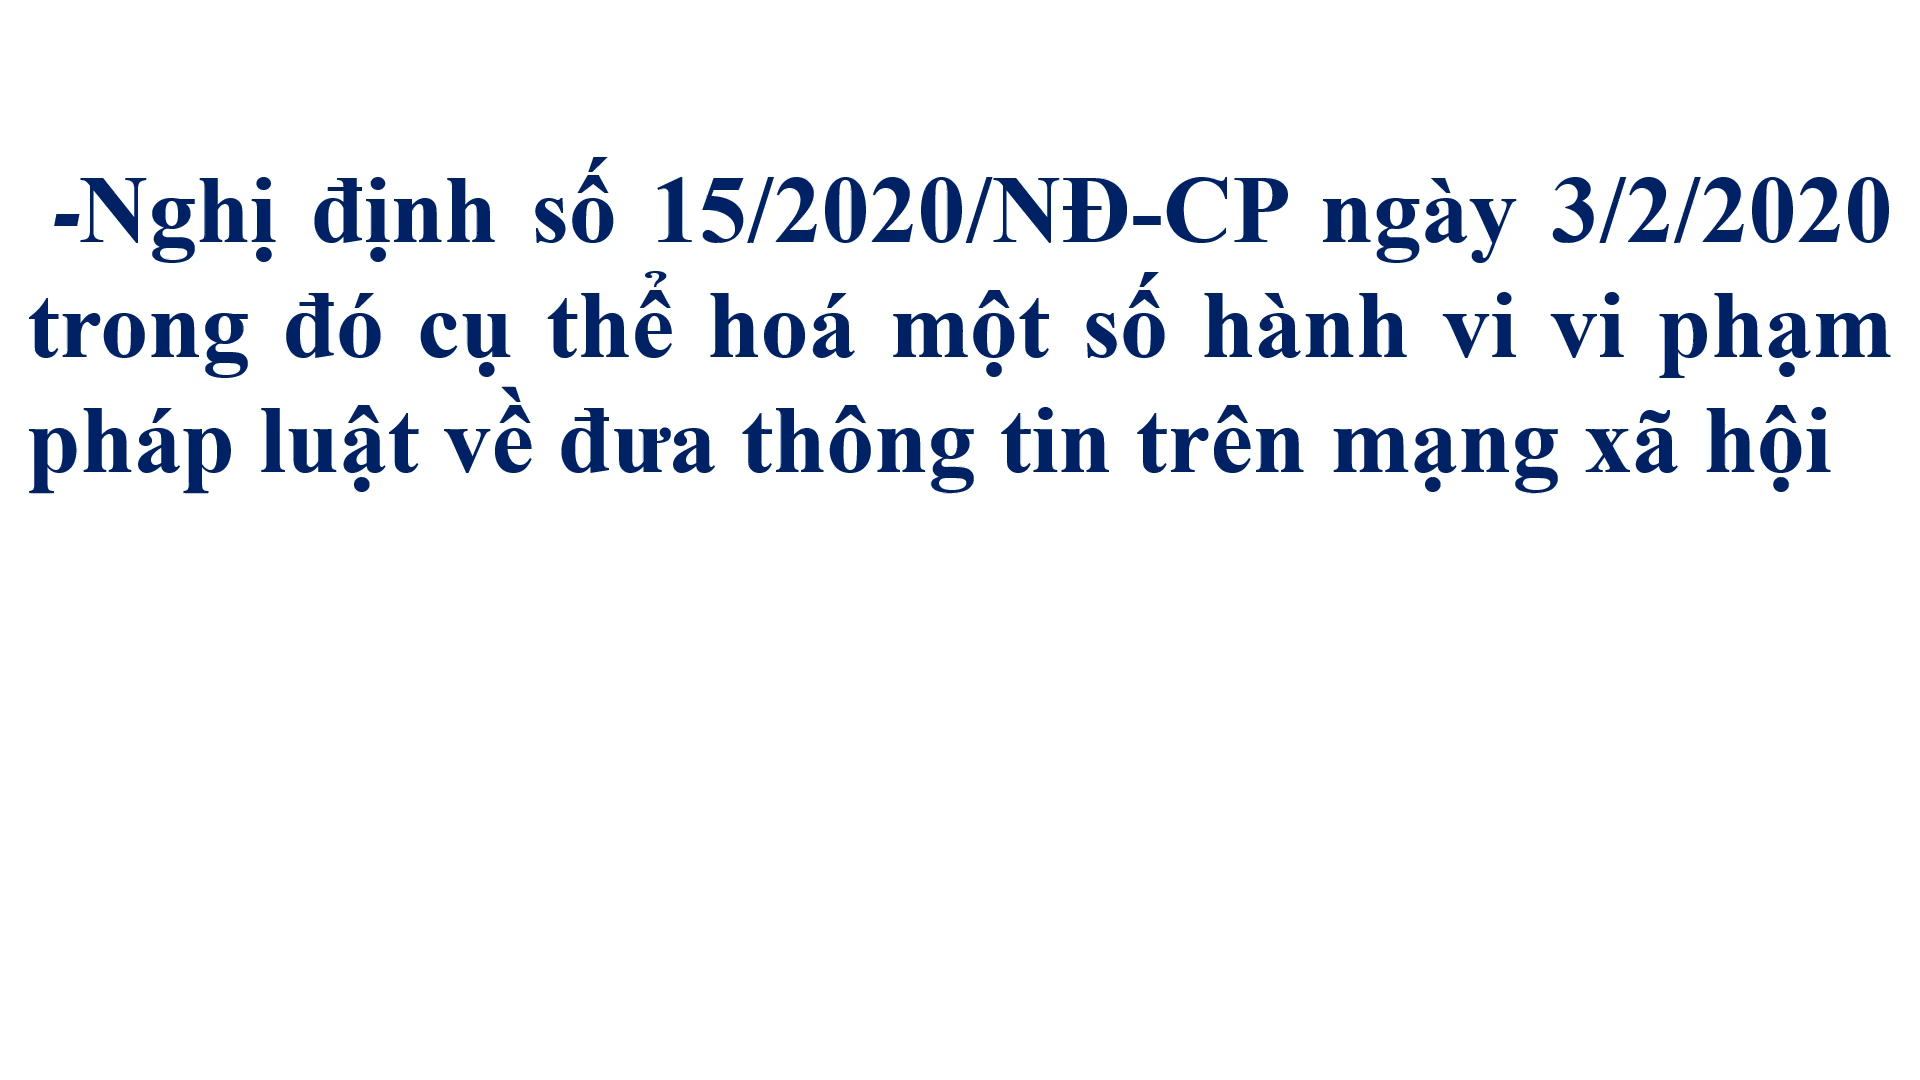 -Nghị định số 15/2020/NĐ-CP ngày 3/2/2020
trong đó cụ thể hoá một số hành vi vi phạm
pháp luật về đưa thông tin trên mạng xã hội